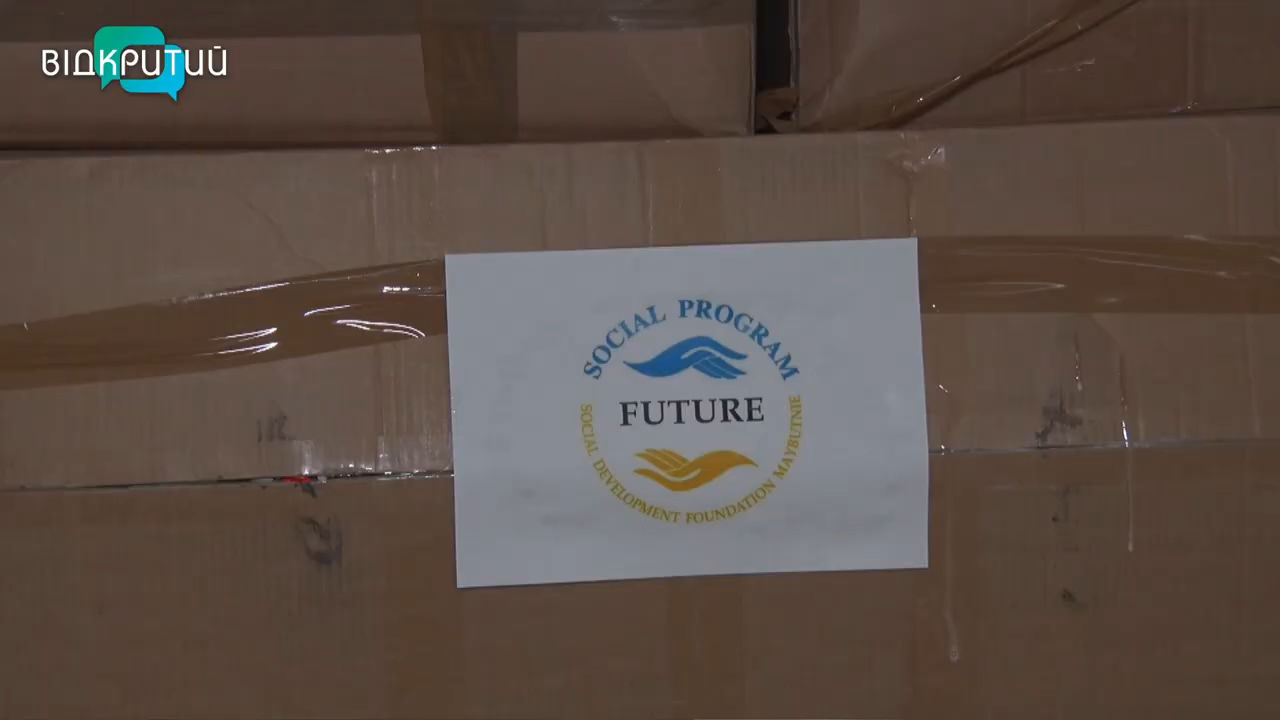 ВІДКРИТИЙ
SOCIAL PROGRAM
FUTURE
SOCIAL DEVELOPMENT FOUNDATION MAYBUTNIE